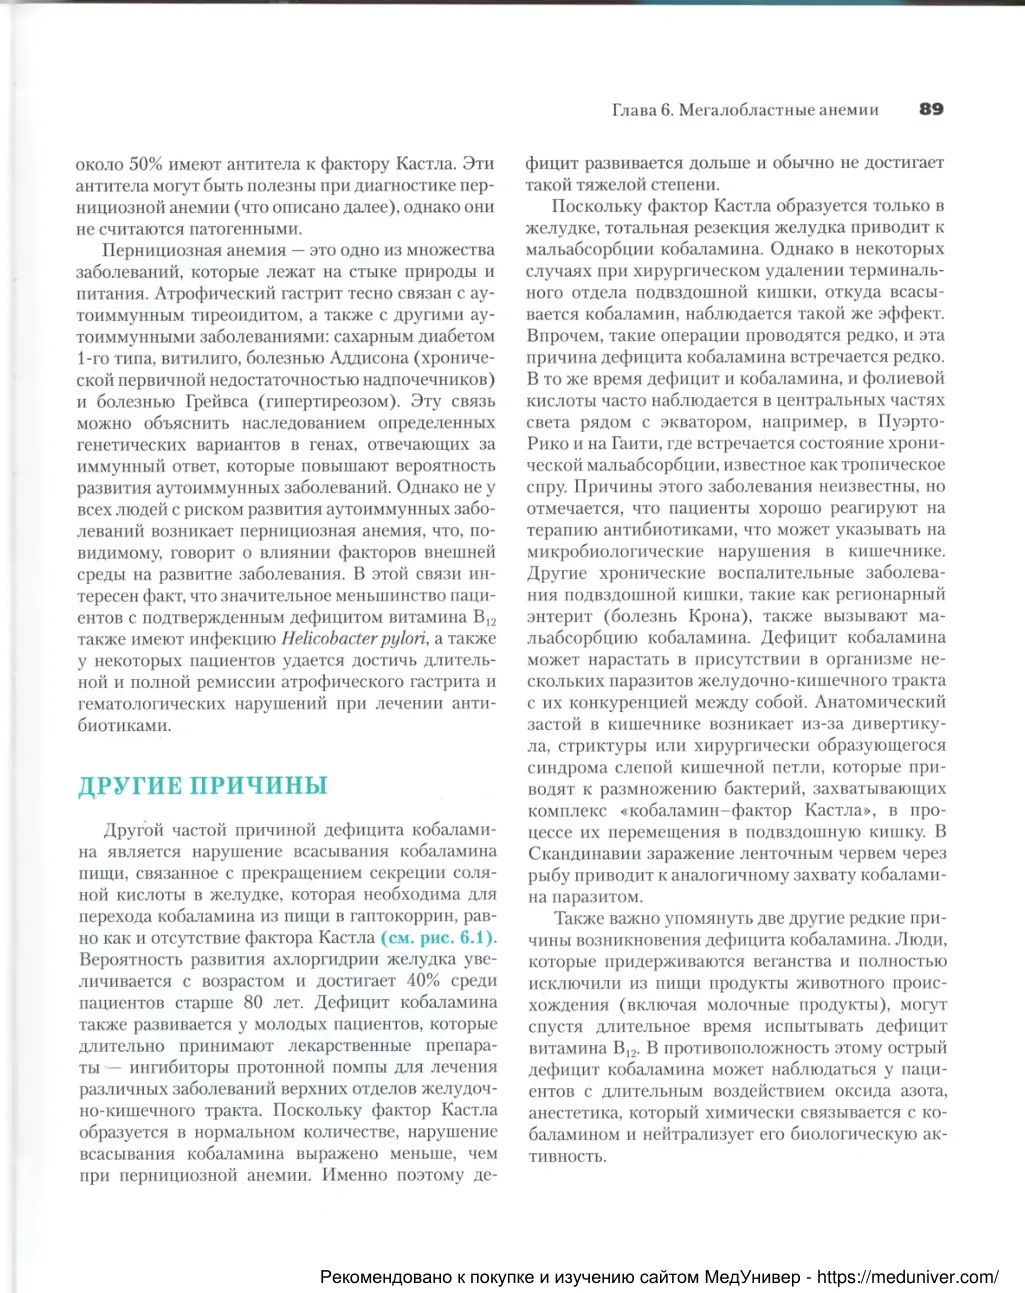 Глава 6. Мегалобластные анемии 89
около 50% имеют антитела к фактору Кастла. Эти
антитела могут быть полезны при диагностике пер-
нициозной анемии (что описано далее), однако они
не считаются патогенными.
Пернициозная анемия — это одно из множества
заболеваний, которые лежат на стыке природы и
питания. Атрофический гастрит тесно связан с ау-
тоиммунным тиреоидитом, а также с другими ау-
тоиммунными заболеваниями: сахарным диабетом
1-го типа, витилиго, болезнью Аддисона (хрониче-
ской первичной недостаточностью надпочечников)
и болезнью Грейвса (гипертиреозом). Эту связь
можно объяснить наследованием определенных
генетических вариантов в генах, отвечающих за
иммунный ответ, которые повышают вероятность
развития аутоиммунных заболеваний. Однако не у
всех людей с риском развития аутоиммунных забо-
леваний возникает пернициозная анемия, что, по-
видимому, говорит о влиянии факторов внешней
среды на развитие заболевания. В этой связи ин-
тересен факт, что значительное меньшинство паци-
ентов с подтвержденным дефицитом витамина B₁₂
также имеют инфекцию Helicobacter pylori, а также
у некоторых пациентов удается достичь длитель-
ной и полной ремиссии атрофического гастрита и
гематологических нарушений при лечении анти-
биотиками.
ДРУГИЕ ПРИЧИНЫ
Другой частой причиной дефицита кобалами-
на является нарушение всасывания кобаламина
пищи, связанное с прекращением секреции соля-
ной кислоты в желудке, которая необходима для
перехода кобаламина из пищи в гаптокоррин, рав-
но как и отсутствие фактора Кастла (см. рис. 6.1).
Вероятность развития ахлоргидрии желудка уве-
личивается с возрастом и достигает 40% среди
пациентов старше 80 лет. Дефицит кобаламина
также развивается у молодых пациентов, которые
длительно принимают лекарственные препара-
ты — ингибиторы протонной помпы для лечения
различных заболеваний верхних отделов желудоч-
но-кишечного тракта. Поскольку фактор Кастла
образуется в нормальном количестве, нарушение
всасывания кобаламина выражено меньше, чем
при пернициозной анемии. Именно поэтому де-
фицит развивается дольше и обычно не достигает
такой тяжелой степени.
Поскольку фактор Кастла образуется только в
желудке, тотальная резекция желудка приводит к
мальабсорбции кобаламина. Однако в некоторых
случаях при хирургическом удалении терминаль-
ного отдела подвздошной кишки, откуда всасы-
вается кобаламин, наблюдается такой же эффект.
Впрочем, такие операции проводятся редко, и эта
причина дефицита кобаламина встречается редко.
В то же время дефицит и кобаламина, и фолиевой
кислоты часто наблюдается в центральных частях
света рядом с экватором, например, в Пуэрто-
Рико и на Гаити, где встречается состояние хрони-
ческой мальабсорбции, известное как тропическое
спру. Причины этого заболевания неизвестны, но
отмечается, что пациенты хорошо реагируют на
терапию антибиотиками, что может указывать на
микробиологические нарушения в кишечнике.
Другие хронические воспалительные заболева-
ния подвздошной кишки, такие как регионарный
энтерит (болезнь Крона), также вызывают ма-
льабсорбцию кобаламина. Дефицит кобаламина
может нарастать в присутствии в организме не-
скольких паразитов желудочно-кишечного тракта
с их конкуренцией между собой. Анатомический
застой в кишечнике возникает из-за дивертику-
ла, стриктуры или хирургически образующегося
синдрома слепой кишечной петли, которые при-
водят к размножению бактерий, захватывающих
комплекс «кобаламин–фактор Кастла», в про-
цессе их перемещения в подвздошную кишку. В
Скандинавии заражение ленточным червем через
рыбу приводит к аналогичному захвату кобалами-
на паразитом.
Также важно упомянуть две другие редкие при-
чины возникновения дефицита кобаламина. Люди,
которые придерживаются веганства и полностью
исключили из пищи продукты животного проис-
хождения (включая молочные продукты), могут
спустя длительное время испытывать дефицит
витамина B₁₂. В противоположность этому острый
дефицит кобаламина может наблюдаться у паци-
ентов с длительным воздействием оксида азота,
анестетика, который химически связывается с ко-
баламином и нейтрализует его биологическую ак-
тивность.
Рекомендовано к покупке и изучению сайтом МедУнивер - https://meduniver.com/